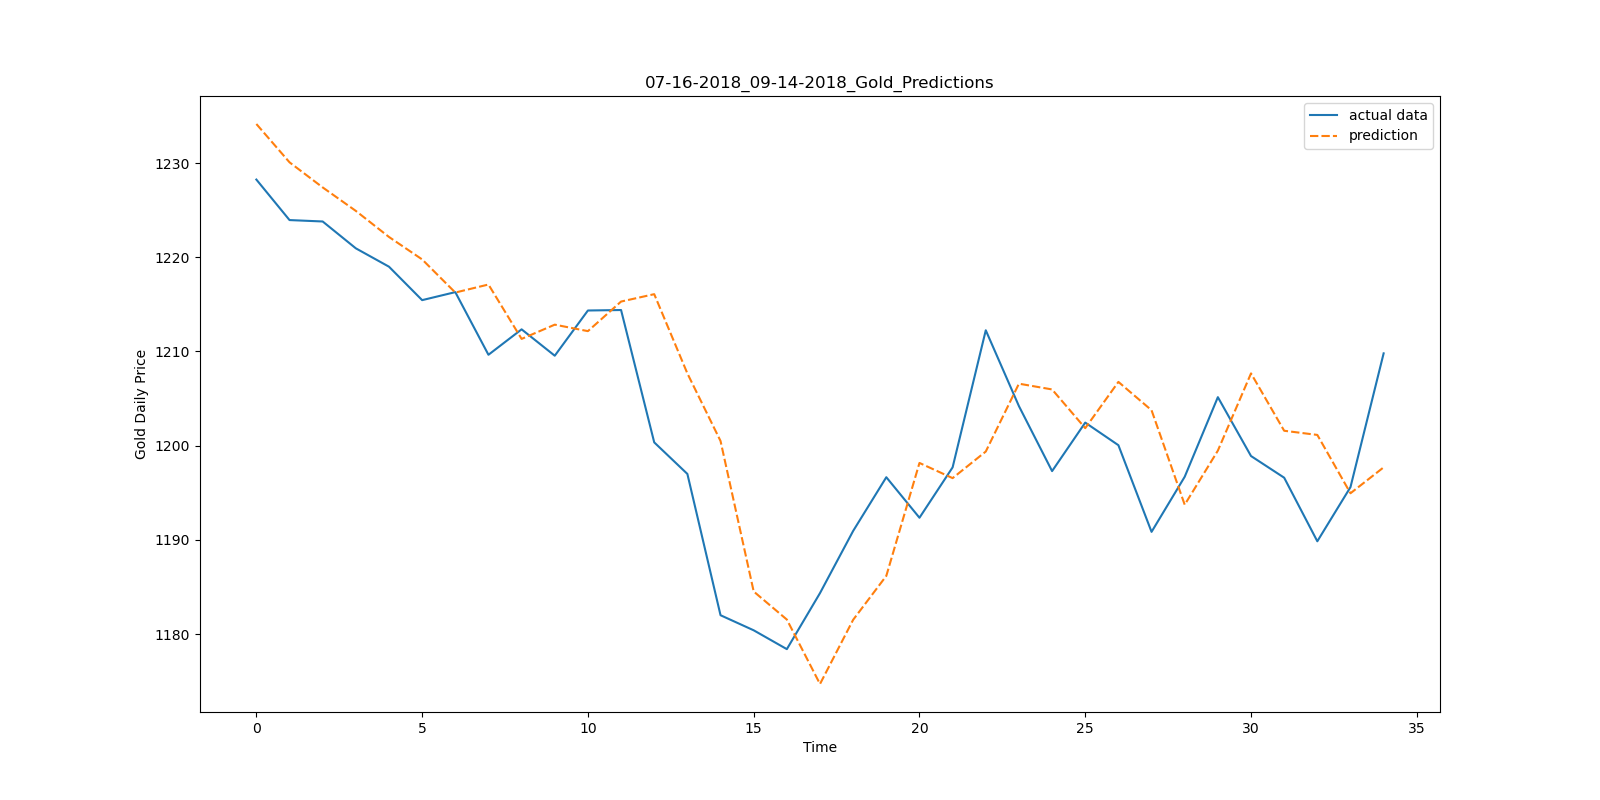 07-16-2018_09-14-2018_Gold_Predictions
actual data
prediction
Gold Daily Price
1230
1220
1210
1200
1190
1180
0 5 10 15 20 25 30 35
Time